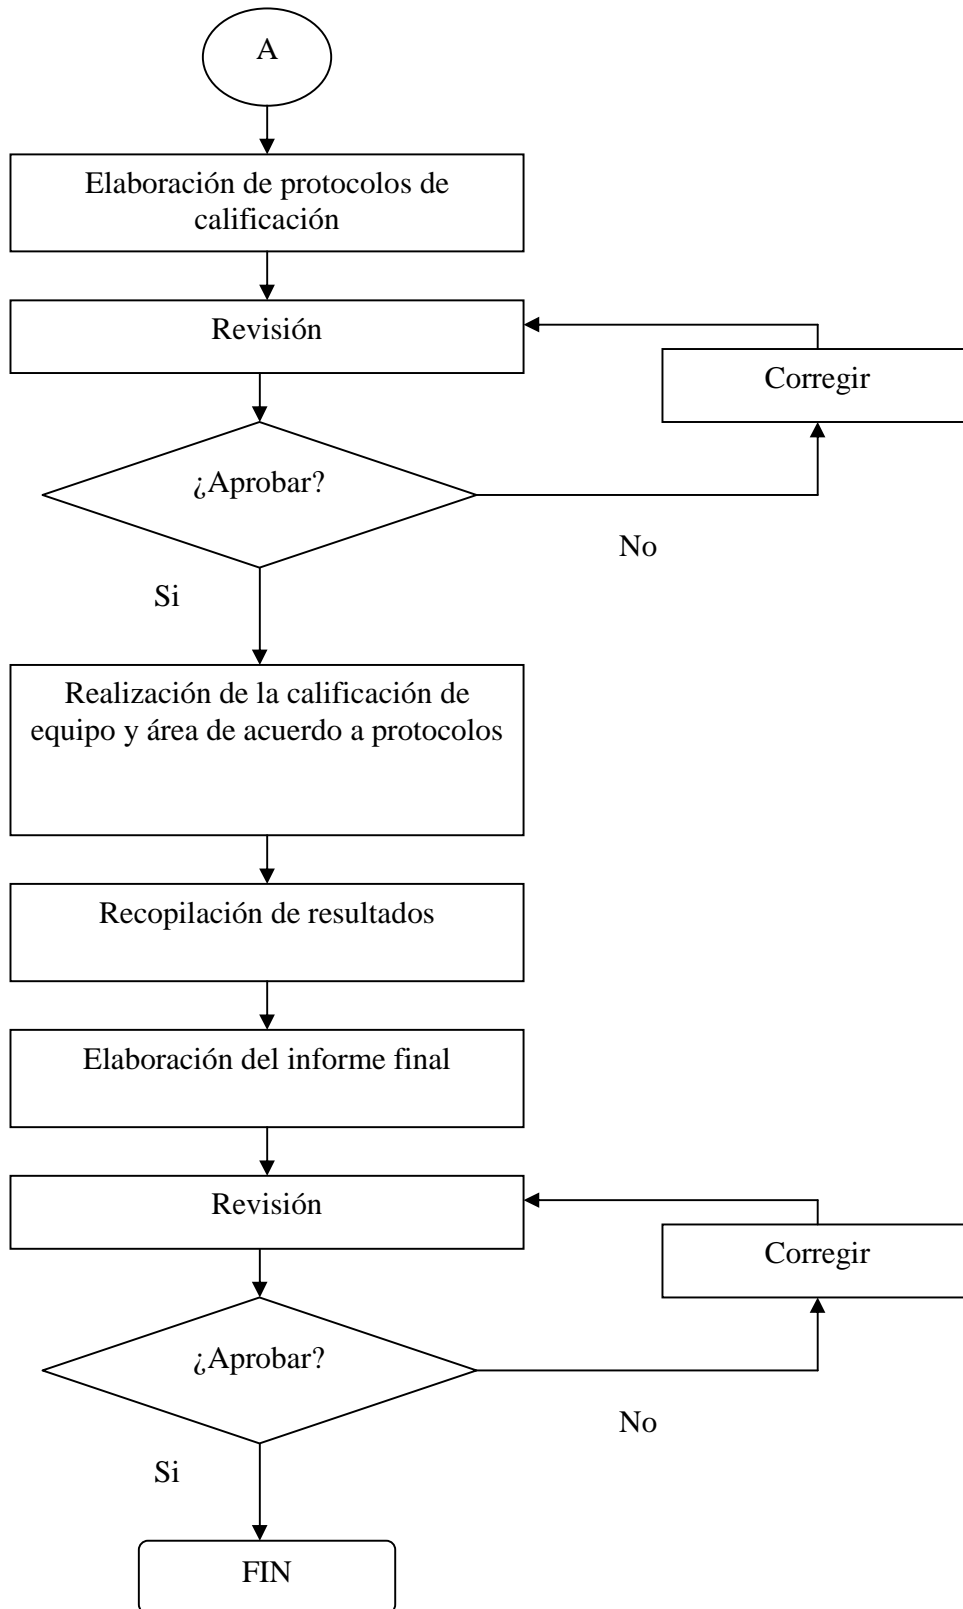 A
Elaboración de protocolos de
calificación
Revisión
Corregir
¿Aprobar?
No
Si
Realización de la calificación de
equipo y área de acuerdo a protocolos
Recopilación de resultados
Elaboración del informe final
Revisión
Corregir
¿Aprobar?
No
Si
FIN